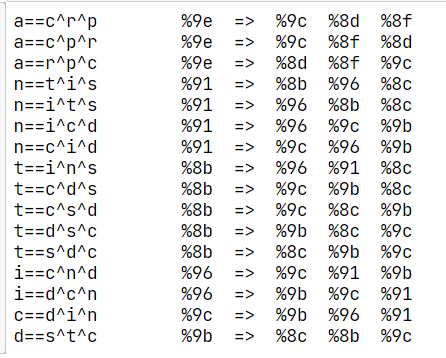 a==c^r^p %9e => %9c %8d %8f
a==c^p^r %9e => %9c %8f %8d
a==r^p^c %9e => %8d %8f %9c
n==t^i^s %91 => %8b %96 %8c
n==i^t^s %91 => %96 %8b %8c
n==i^c^d %91 => %96 %9c %9b
n==c^i^d %91 => %9c %96 %9b
t==i^n^s %8b => %96 %91 %8c
t==c^d^s %8b => %9c %9b %8c
t==c^s^d %8b => %9c %8c %9b
t==d^s^c %8b => %9b %8c %9c
t==s^d^c %8b => %8c %9b %9c
i==c^n^d %96 => %9c %91 %9b
i==d^c^n %96 => %9b %9c %91
c==d^i^n %9c => %9b %96 %91
d==s^t^c %9b => %8c %8b %9c